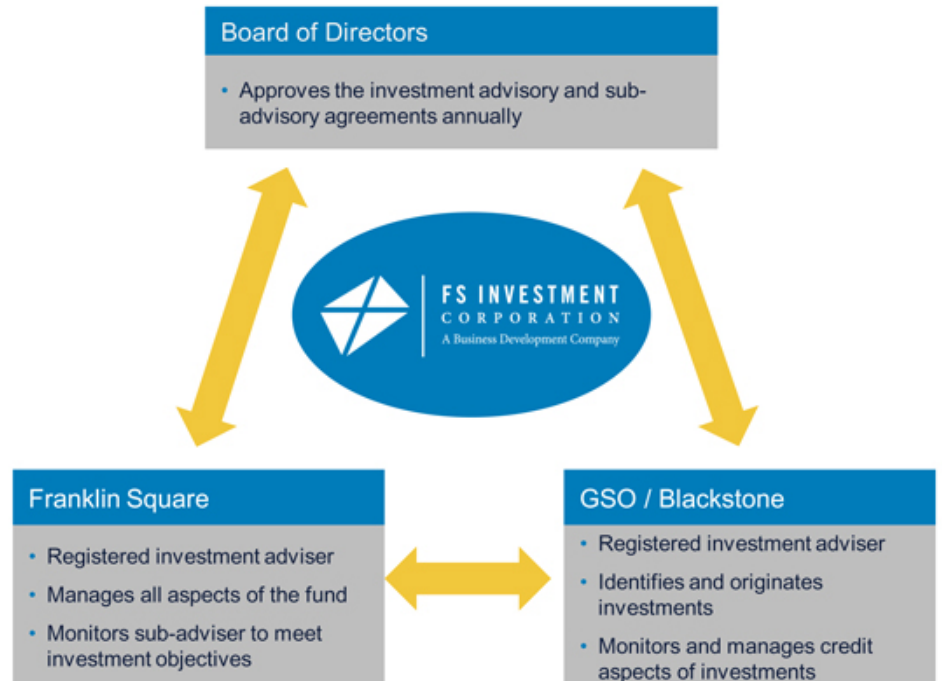 Board of Directors
• Approves the investment advisory and sub-
advisory agreements annually
FS INVESTMENT
CORPORATION
A Business Development Company
Franklin Square
• Registered investment adviser
• Manages all aspects of the fund
• Monitors sub-adviser to meet
investment objectives
GSO / Blackstone
• Registered investment adviser
• Identifies and originates
investments
• Monitors and manages credit
aspects of investments